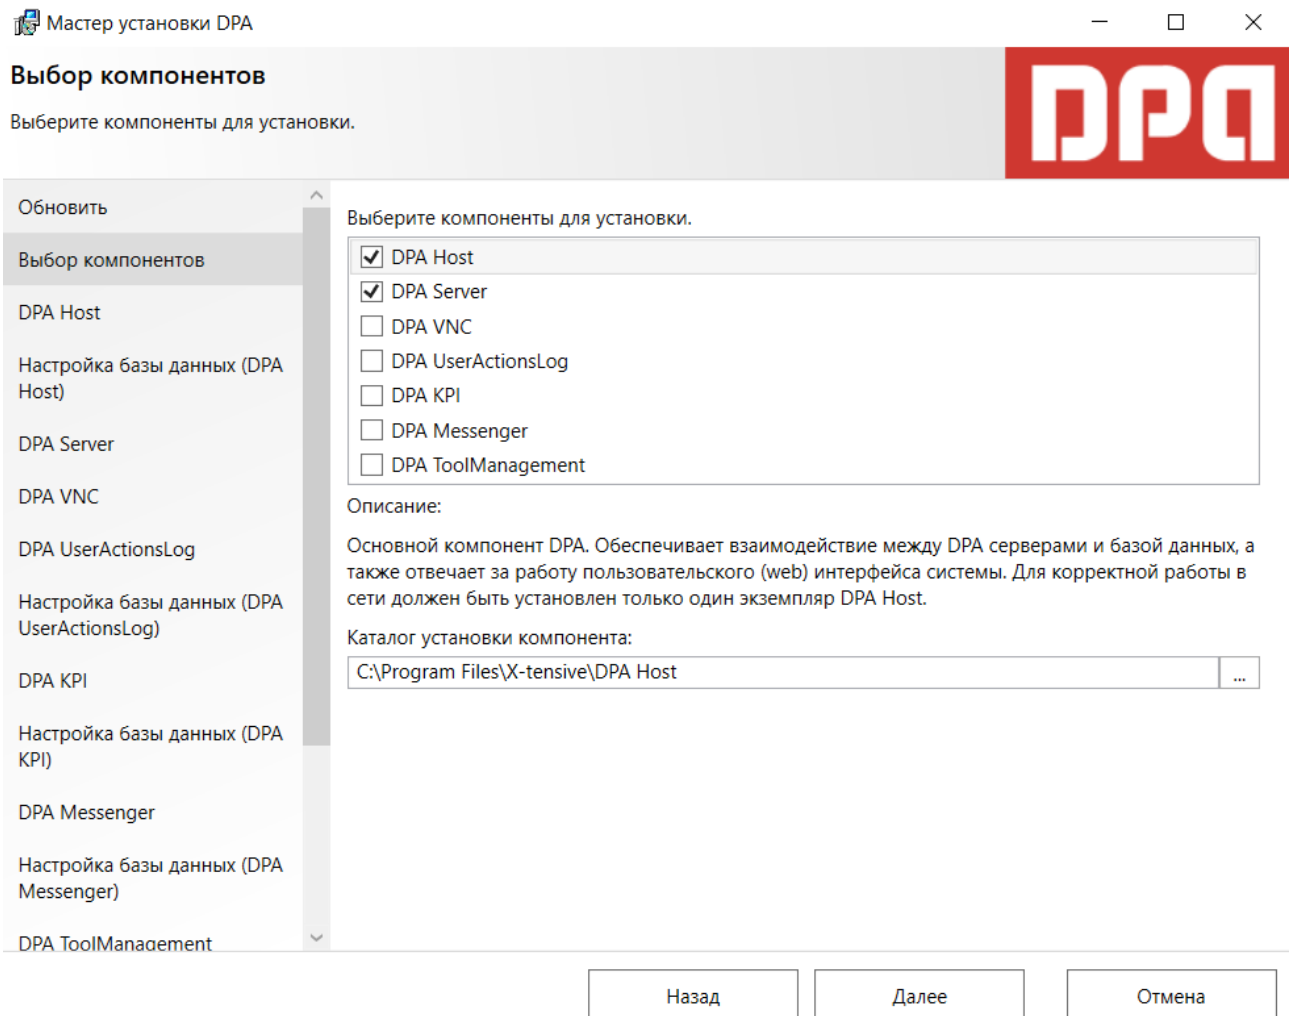 Мастер установки DPA
Выбор компонентов
Выберите компоненты для установки.
DPA
Обновить
Выбор компонентов
DPA Host
Настройка базы данных (DPA
Host)
DPA Server
DPA VNC
DPA UserActionsLog
Настройка базы данных (DPA
UserActionsLog)
DPA KPI
Настройка базы данных (DPA
KPI)
DPA Messenger
Настройка базы данных (DPA
Messenger)
DPA ToolManagement
Выберите компоненты для установки.
DPA Host
DPA Server
DPA VNC
DPA UserActionsLog
DPA KPI
DPA Messenger
DPA ToolManagement
Описание:
Основной компонент DPA. Обеспечивает взаимодействие между DPA серверами и базой данных, а
также отвечает за работу пользовательского (web) интерфейса системы. Для корректной работы в
сети должен быть установлен только один экземпляр DPA Host.
Каталог установки компонента:
C:\Program Files\X-tensive\DPA Host
...
Назад
Далее
Отмена